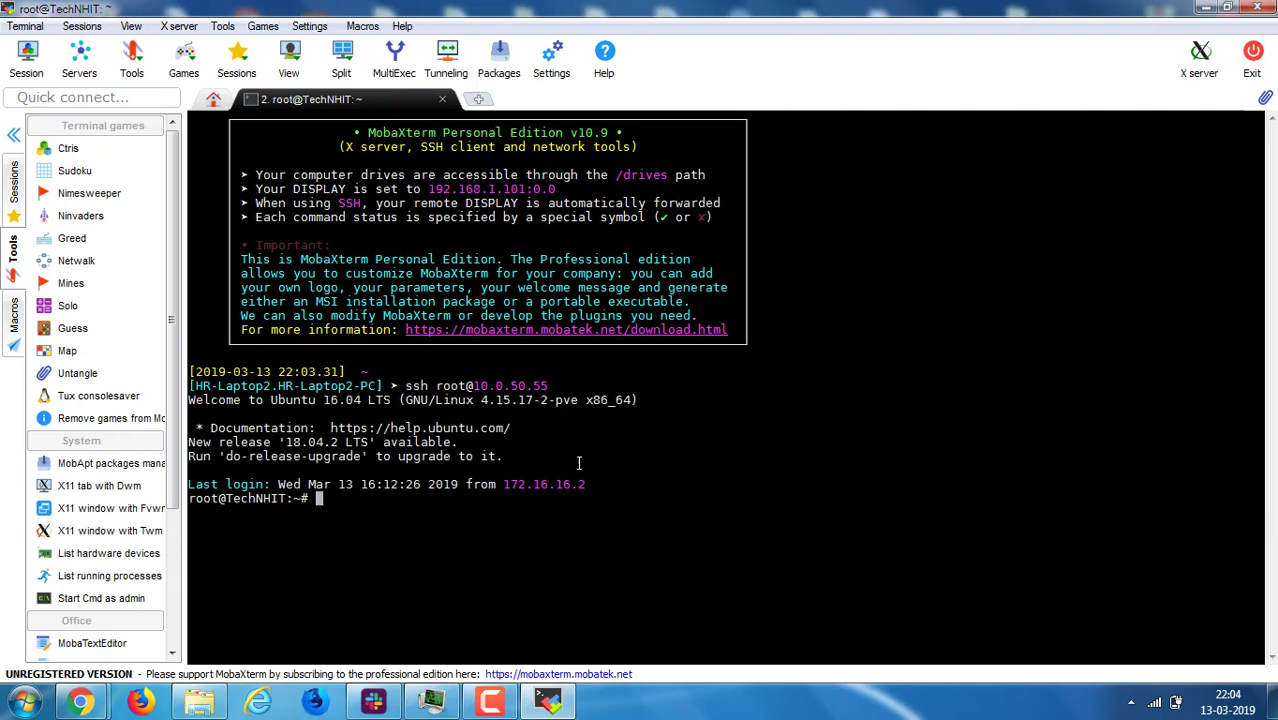 root@TechNHIT: ~
Terminal Sessions View X server Tools Games Settings Macros Help
Session Servers Tools Games Sessions View Split MultiExec Tunneling Packages Settings Help X server Exit
Quick connect...
2. root@TechNHIT: ~
Sessions
Tools
Macros
Terminal games
Ctris
Sudoku
Nimesweeper
Ninvaders
Greed
Netwalk
Mines
Solo
Guess
Map
Untangle
Tux consolesaver
Remove games from Mo
System
MobApt packages mana
X11 tab with Dwm
X11 window with Fvwn
X11 window with Twm
List hardware devices
List running processes
Start Cmd as admin
Office
MobaTextEditor
• MobaXterm Personal Edition v10.9 •
(X server, SSH client and network tools)
➤ Your computer drives are accessible through the /drives path
➤ Your DISPLAY is set to 192.168.1.101:0.0
➤ When using SSH, your remote DISPLAY is automatically forwarded
➤ Each command status is specified by a special symbol (✔ or ✘)
• Important:
This is MobaXterm Personal Edition. The Professional edition
allows you to customize MobaXterm for your company: you can add
your own logo, your parameters, your welcome message and generate
either an MSI installation package or a portable executable.
We can also modify MobaXterm or develop the plugins you need.
For more information: https://mobaxterm.mobatek.net/download.html
[2019-03-13 22:03.31] ~
[HR-Laptop2.HR-Laptop2-PC] ➤ ssh root@10.0.50.55
Welcome to Ubuntu 16.04 LTS (GNU/Linux 4.15.17-2-pve x86_64)
* Documentation: https://help.ubuntu.com/
New release '18.04.2 LTS' available.
Run 'do-release-upgrade' to upgrade to it.
Last login: Wed Mar 13 16:12:26 2019 from 172.16.16.2
root@TechNHIT:~#
UNREGISTERED VERSION - Please support MobaXterm by subscribing to the professional edition here: https://mobaxterm.mobatek.net
22:04
13-03-2019